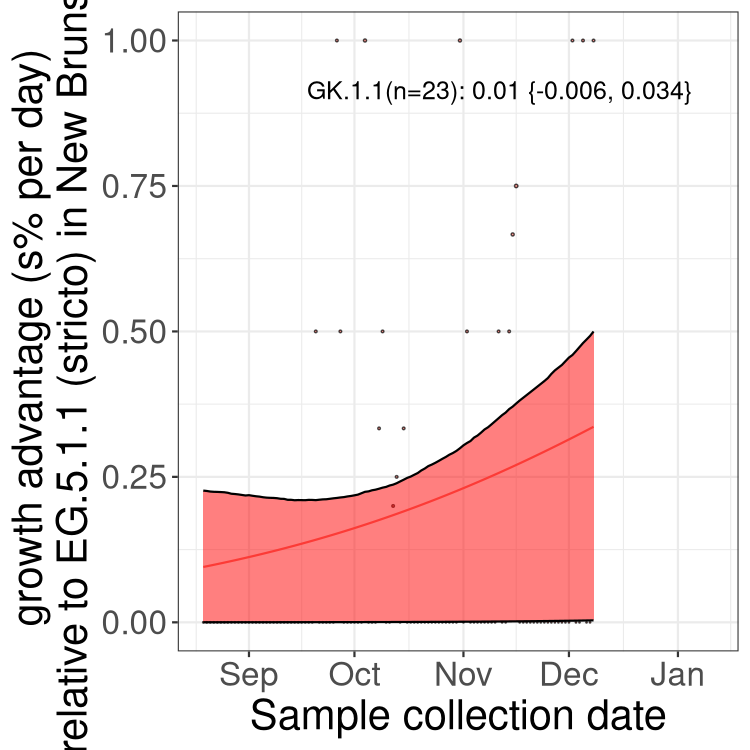 growth advantage (s% per day)
relative to EG.5.1.1 (stricto) in New Bruns
1.00
0.75
0.50
0.25
0.00
GK.1.1(n=23): 0.01 {-0.006, 0.034}
Sep Oct Nov Dec Jan
Sample collection date